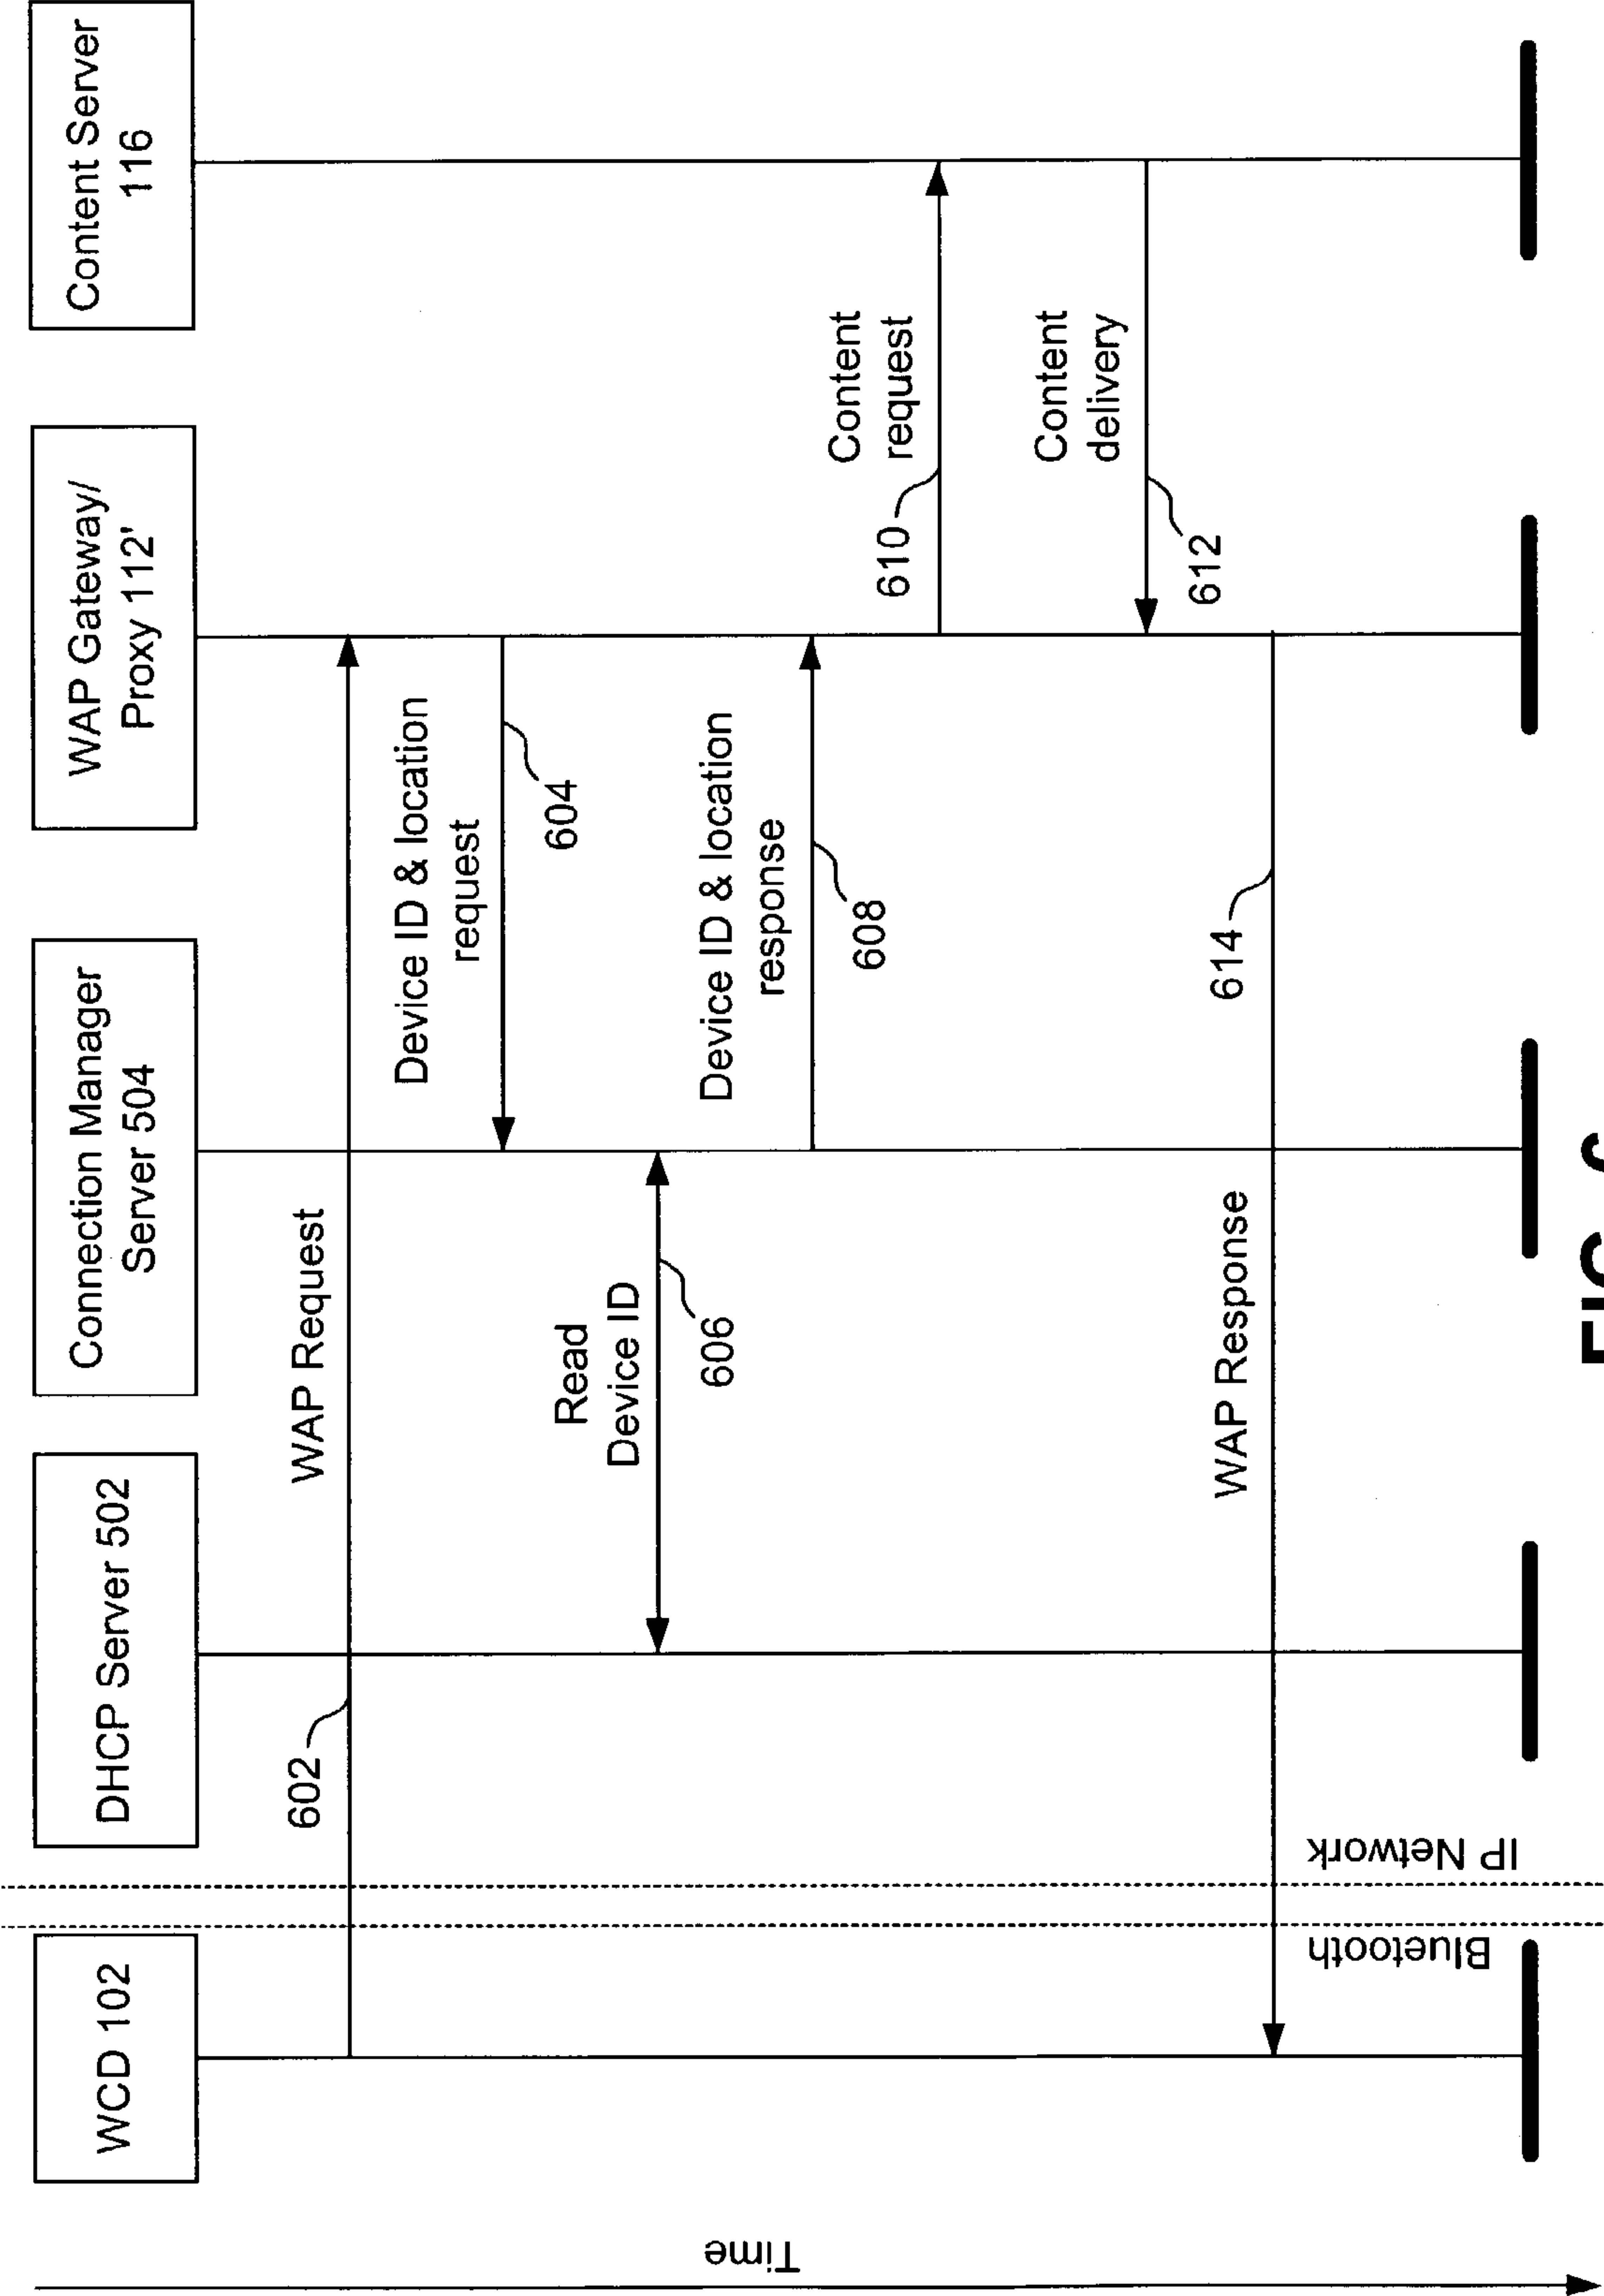 WCD 102
DHCP Server 502
Connection Manager
Server 504
WAP Gateway/
Proxy 112'
Content Server
116
Time
602
WAP Request
Device ID & location
request
604
Read
Device ID
606
Device ID & location
response
608
Content
request
610
Content
delivery
612
614
WAP Response
Bluetooth
IP Network